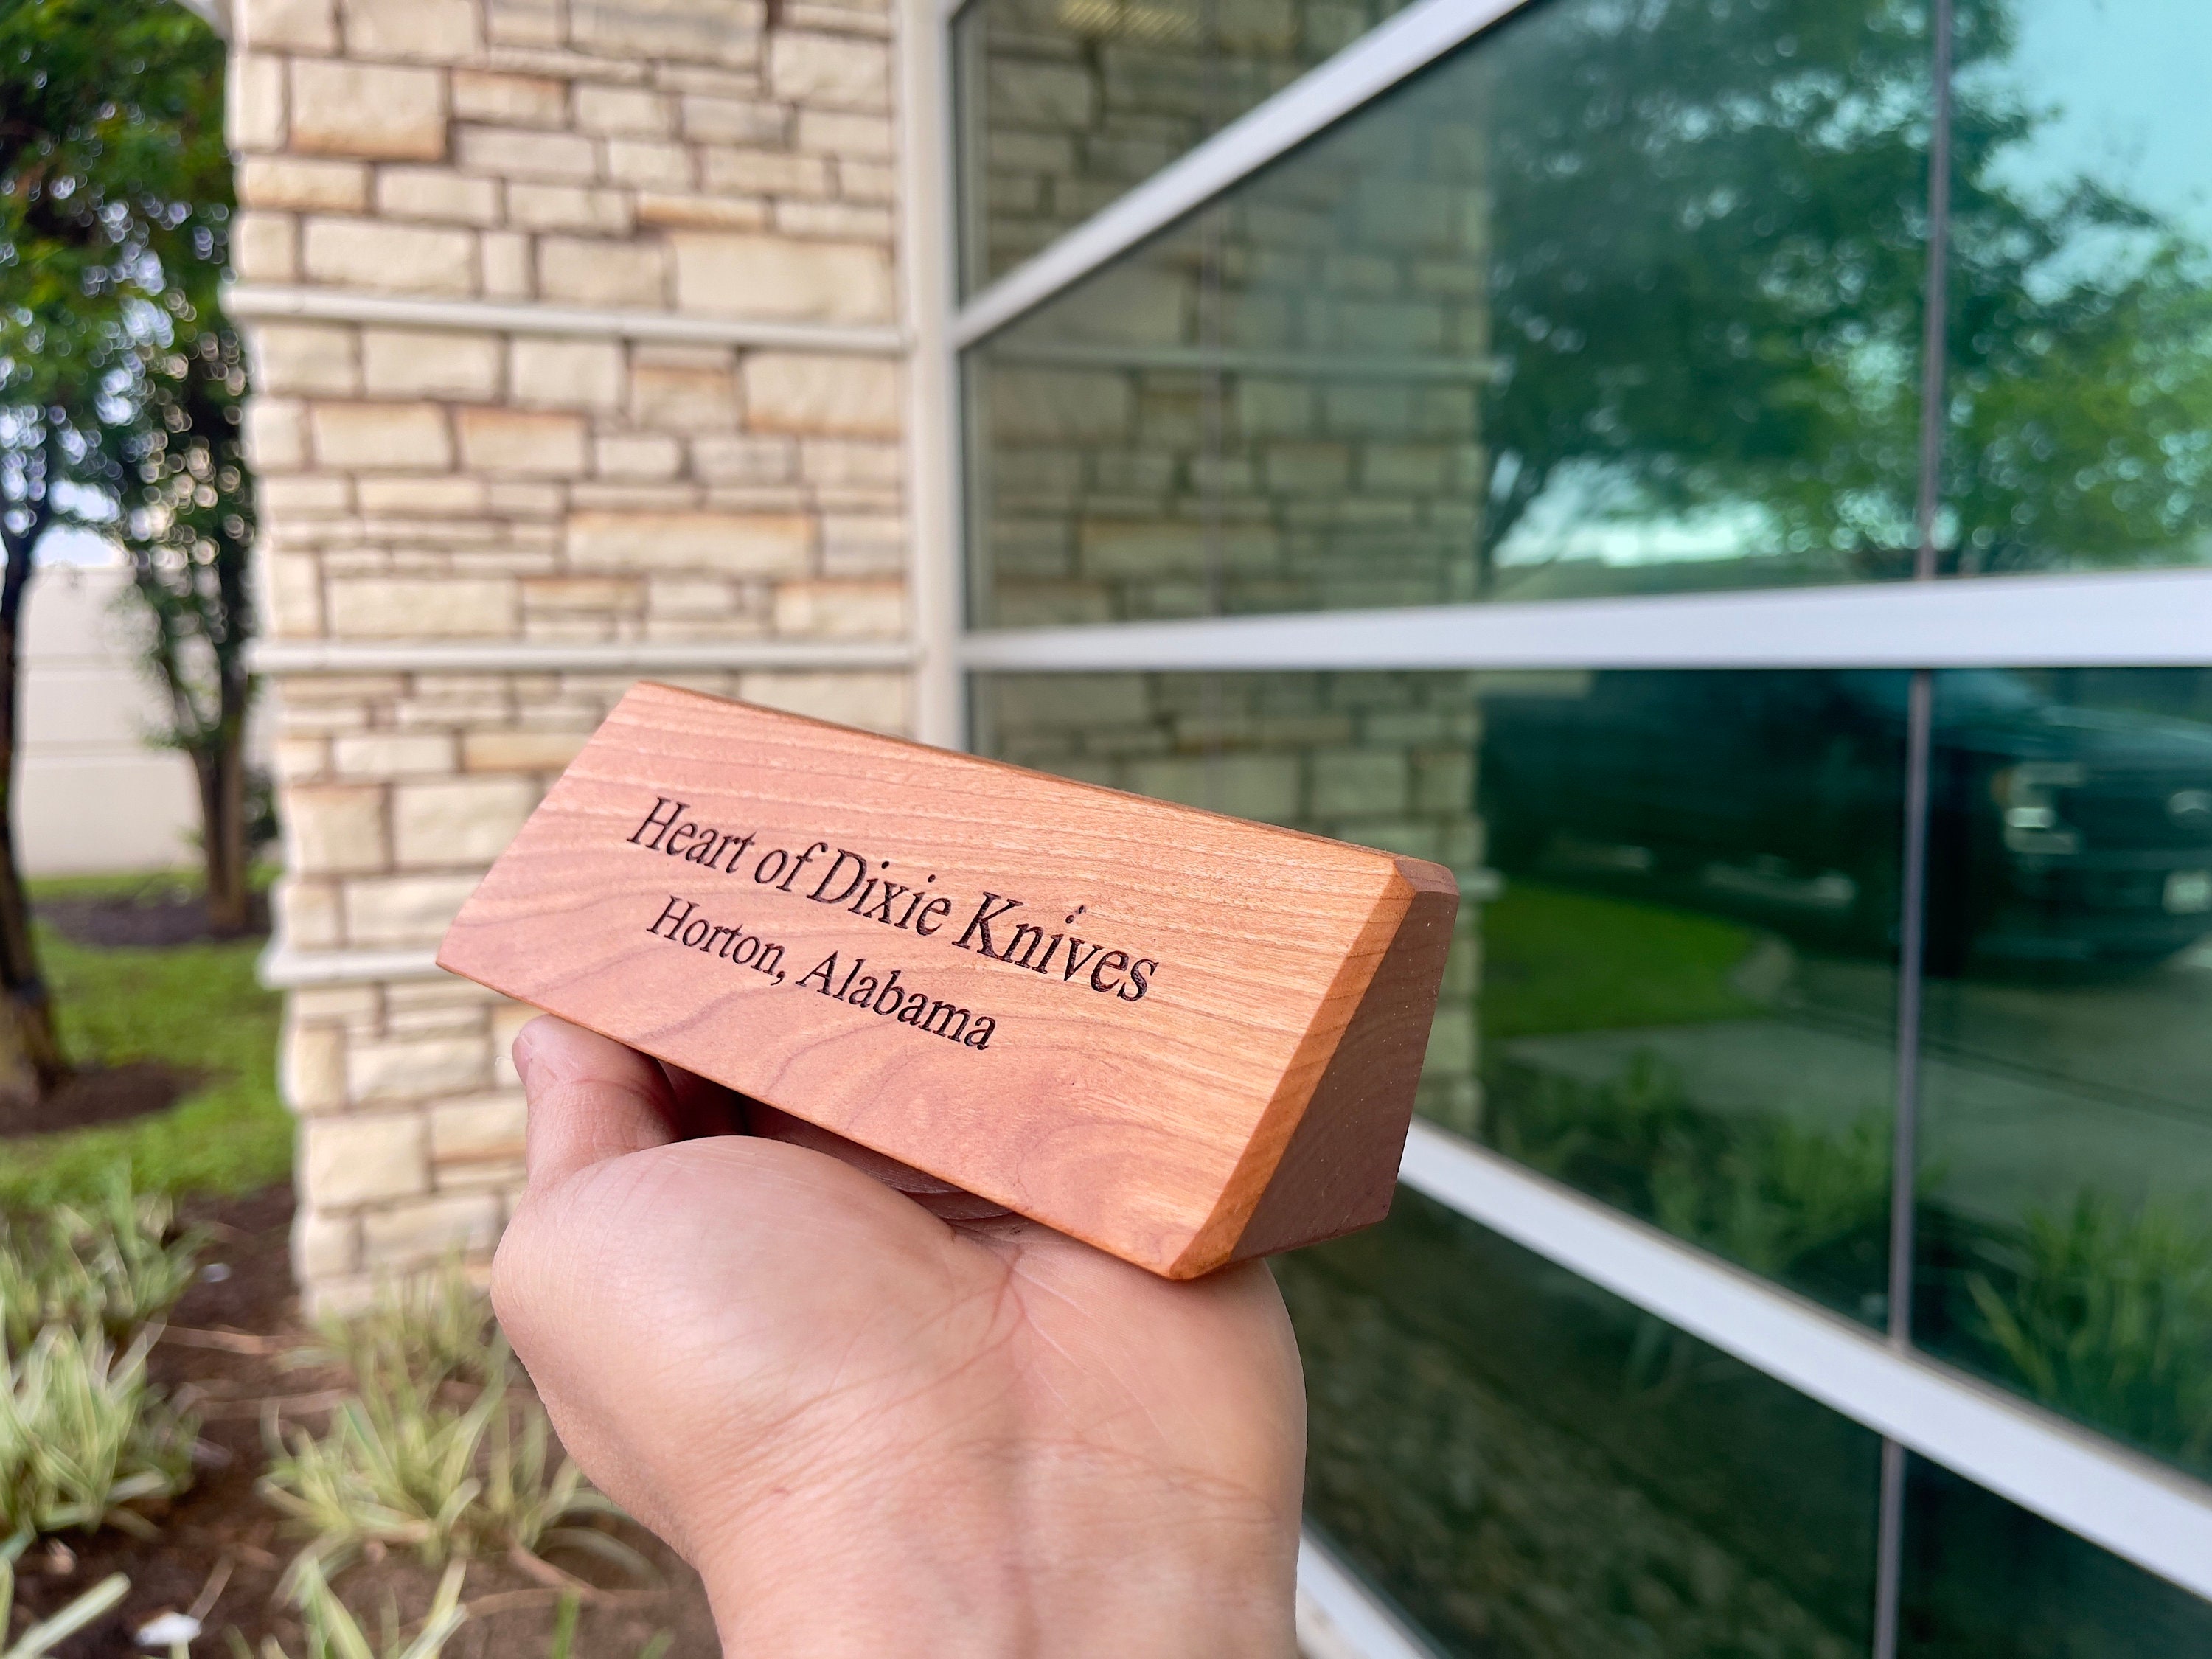 Heart of Dixie Knives
Horton, Alabama